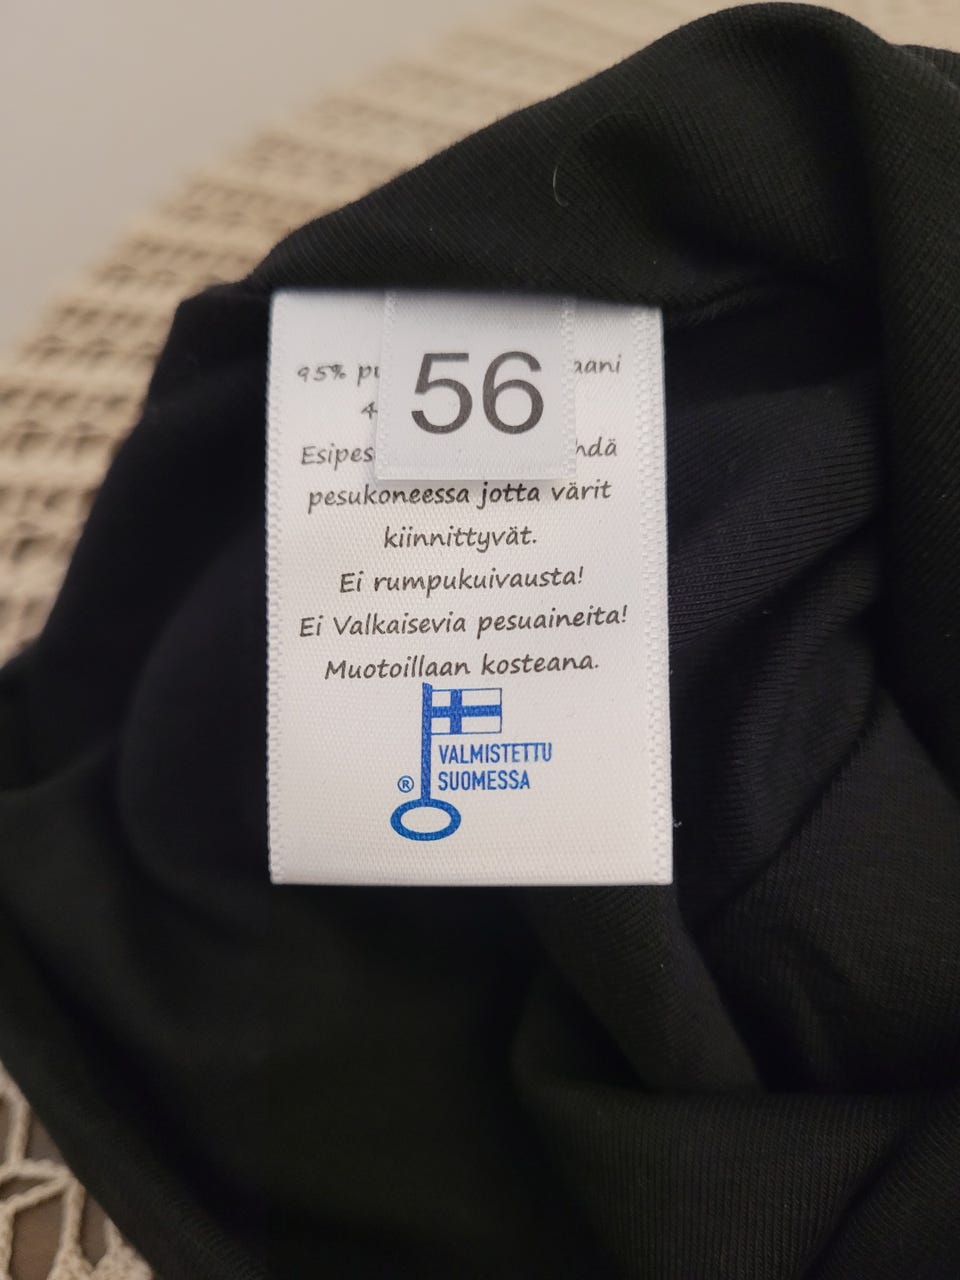 56
95%
Esipes
pesukoneessa jotta värit
kiinnittyvät.
Ei rumpukuivausta!
Ei Valkaisevia pesuaineita!
Muotoillaan kosteana.
VALMISTETTU
® SUOMESSA